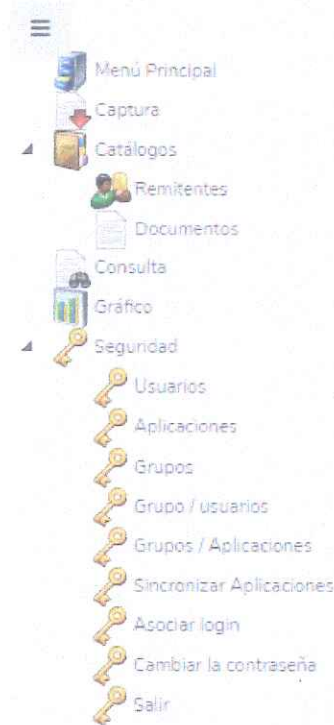 Menú Principal
Captura
Catálogos
Remitentes
Documentos
Consulta
Gráfico
Seguridad
Usuarios
Aplicaciones
Grupos
Grupo / usuarios
Grupos / Aplicaciones
Sincronizar Aplicaciones
Asociar login
Cambiar la contraseña
Salir